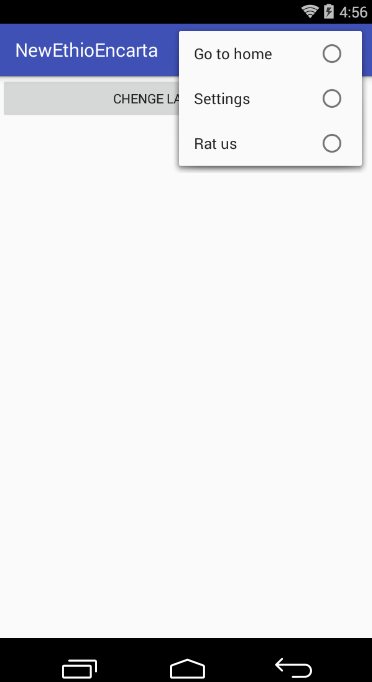 4:56
NewEthioEncarta
Go to home
CHENGE LA
Settings
Rat us